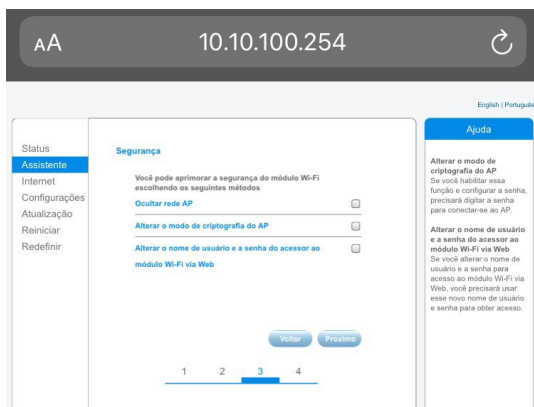 AA
10.10.100.254
English | Português
Status
Assistente
Internet
Configurações
Atualização
Reiniciar
Redefinir
Segurança
Você pode aprimorar a segurança do módulo Wi-Fi
escolhendo os seguintes métodos
Ocultar rede AP
Alterar o modo de criptografia do AP
Alterar o nome de usuário e a senha do acessor ao
módulo Wi-Fi via Web
Voltar
Próximo
1 2 3 4
Ajuda
Alterar o modo de
criptografia do AP
Se você habilitar essa
função e configurar a senha,
precisará digitar a senha
para conectar-se ao AP.
Alterar o nome de usuário
e a senha do acessor ao
módulo Wi-Fi via Web
Se você alterar o nome de
usuário e a senha para
acesso ao módulo Wi-Fi via
Web, você precisará usar
esse novo nome de usuário
e senha para obter acesso.